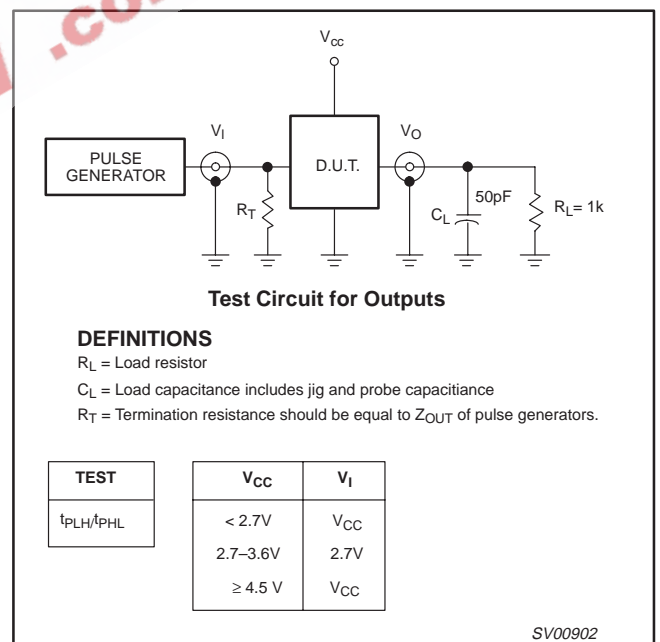 .co
Vcc
PULSE
GENERATOR
VI
D.U.T.
VO
RT
50pF
CL
RL= 1k
Test Circuit for Outputs
DEFINITIONS
RL = Load resistor
CL = Load capacitance includes jig and probe capacitiance
RT = Termination resistance should be equal to ZOUT of pulse generators.
TEST
tPLH/tPHL
VCC VI
< 2.7V VCC
2.7–3.6V 2.7V
≥ 4.5 V VCC
SV00902